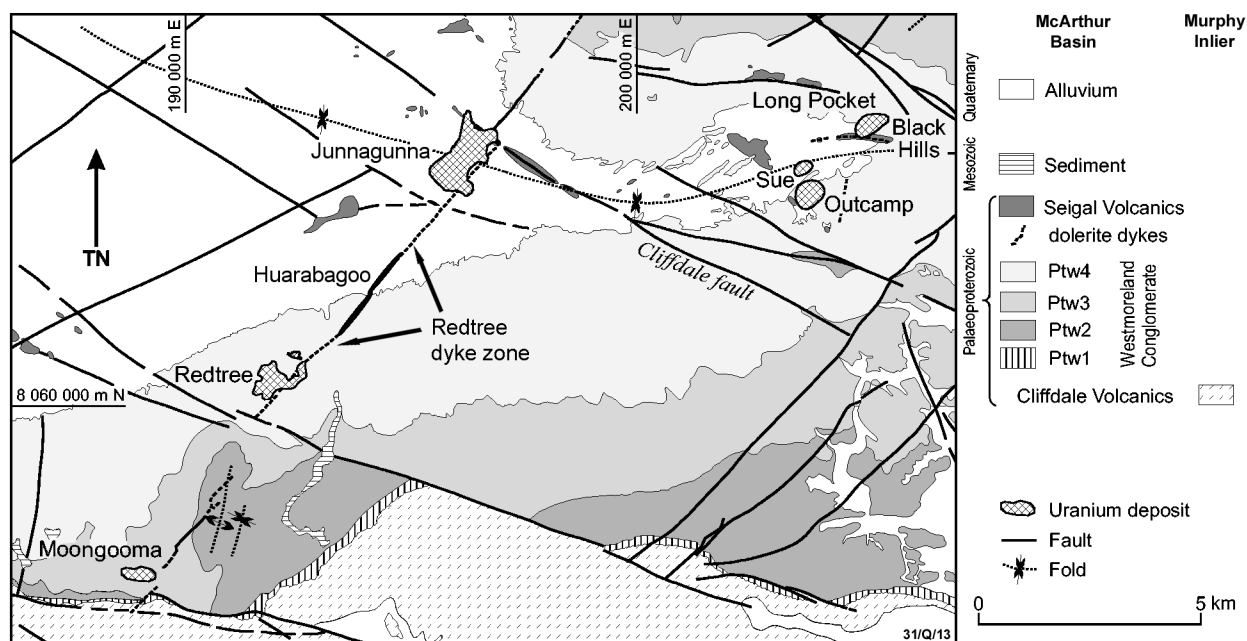 190 000 m E
200 000 m E
Long Pocket
Black
Hills
Junnagunna
Sue
Outcamp
TN
Cliffdale fault
Huarabagoo
Redtree
dyke zone
Redtree
8 060 000 m N
Moongooma
31/Q/13
McArthur
Basin
Murphy
Inlier
Quaternary
Alluvium
Mesozoic
Sediment
Palaeoproterozoic
Seigal Volcanics
dolerite dykes
Ptw4
Ptw3
Ptw2
Ptw1
Westmoreland
Conglomerate
Cliffdale Volcanics
Uranium deposit
Fault
Fold
0
5 km